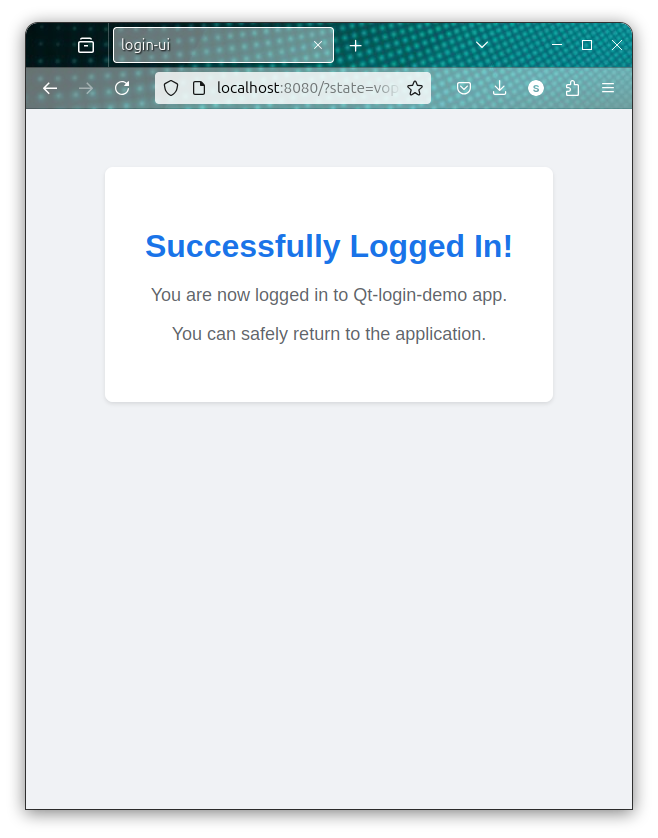 login-ui
localhost:8080/?state=vop
S
Successfully Logged In!
You are now logged in to Qt-login-demo app.
You can safely return to the application.